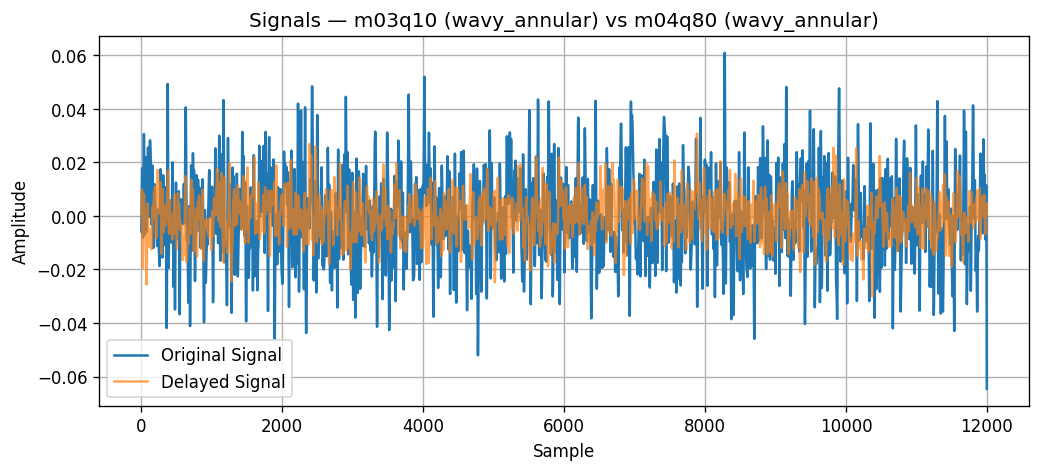 Signals — m03q10 (wavy_annular) vs m04q80 (wavy_annular)
0.06
0.04
0.02
0.00
−0.02
−0.04
−0.06
Amplitude
Original Signal
Delayed Signal
0
2000
4000
6000
8000
10000
12000
Sample